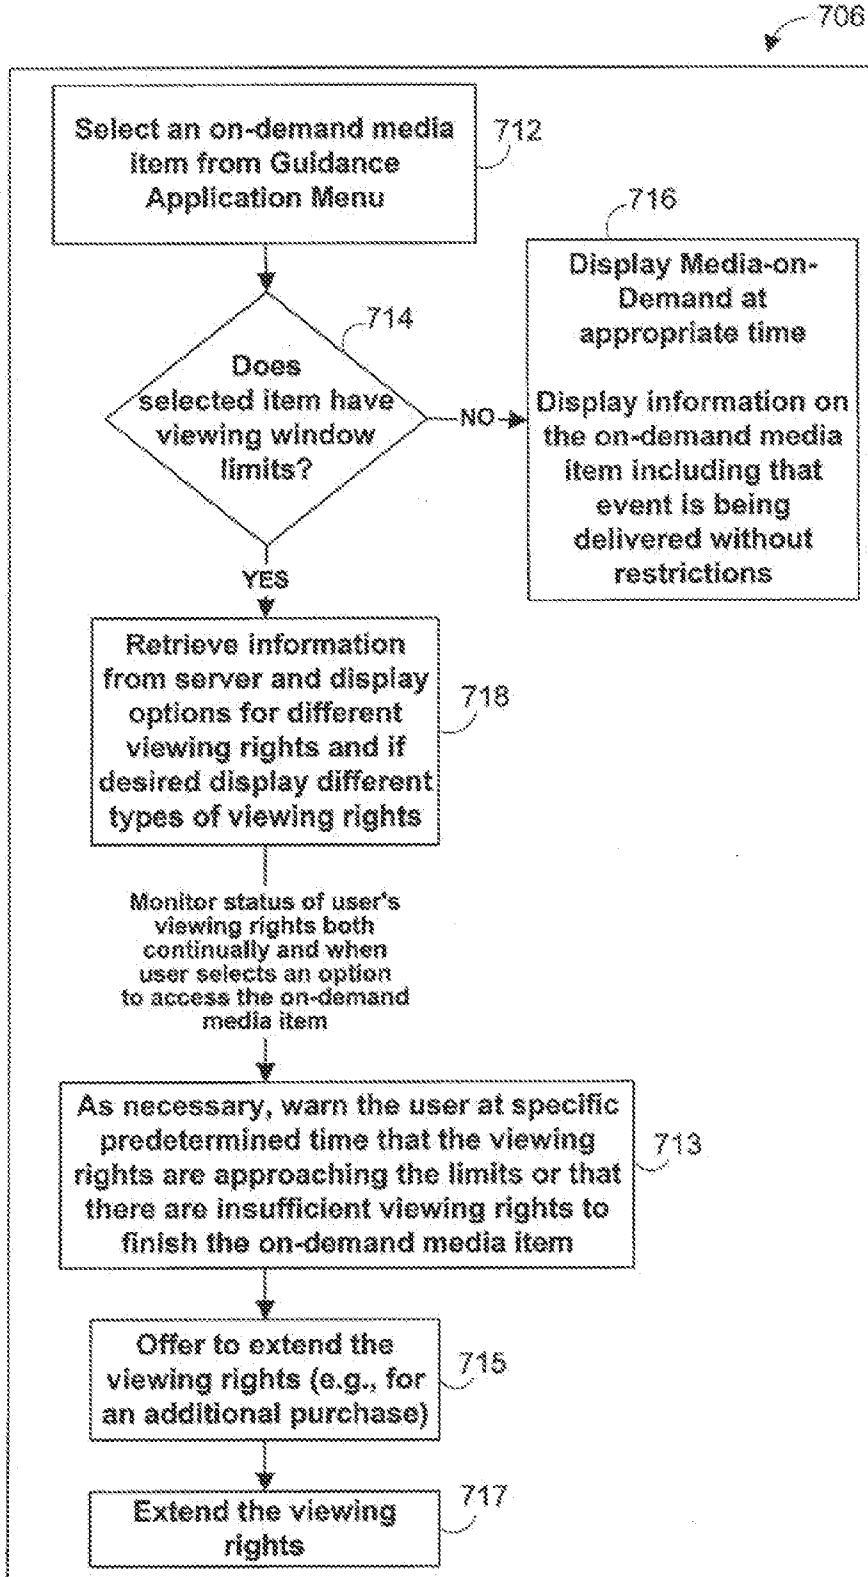 706
Select an on-demand media
item from Guidance
Application Menu
712
714
Does
selected item have
viewing window
limits?
NO
716
Display Media-on-
Demand at
appropriate time
Display information on
the on-demand media
item including that
event is being
delivered without
restrictions
YES
Retrieve information
from server and display
options for different
viewing rights and if
desired display different
types of viewing rights
718
Monitor status of user's
viewing rights both
continually and when
user selects an option
to access the on-demand
media item
As necessary, warn the user at specific
predetermined time that the viewing
rights are approaching the limits or that
there are insufficient viewing rights to
finish the on-demand media item
713
Offer to extend the
viewing rights (e.g., for
an additional purchase)
715
Extend the viewing
rights
717